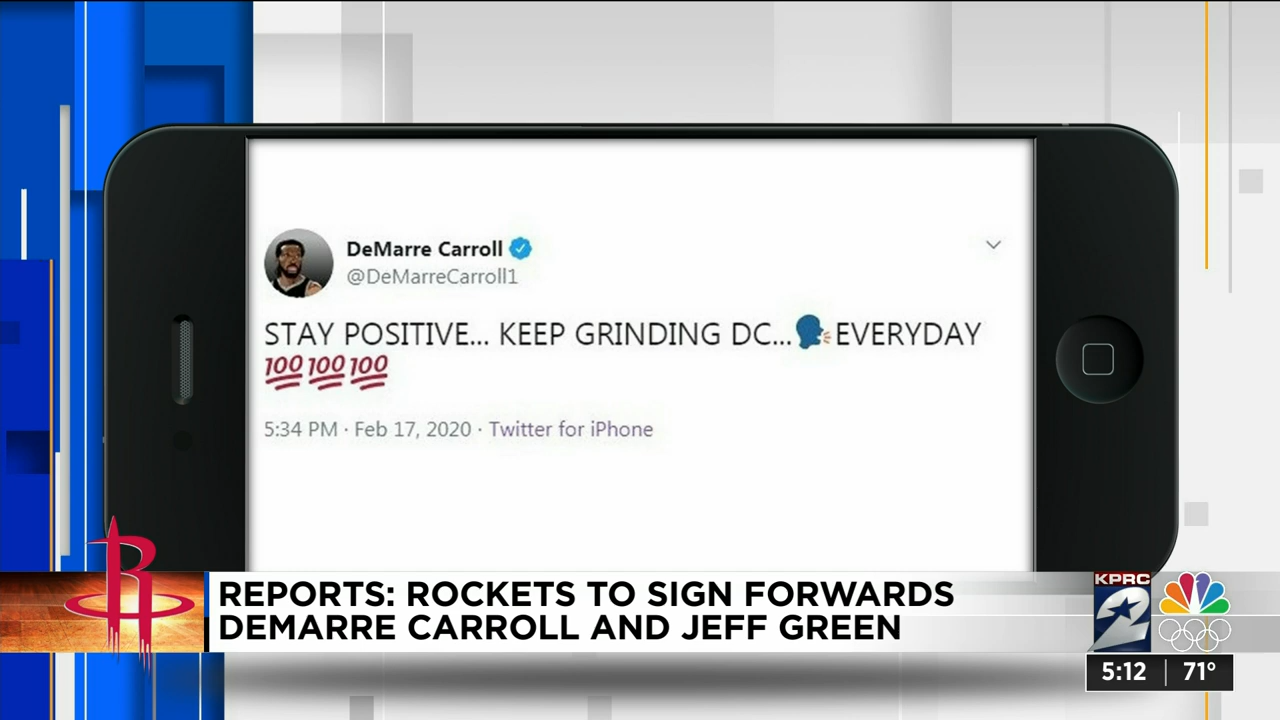 DeMarre Carroll
@DeMarreCarroll1
STAY POSITIVE... KEEP GRINDING DC...🗣️EVERYDAY
💯💯💯
5:34 PM · Feb 17, 2020 · Twitter for iPhone
R
REPORTS: ROCKETS TO SIGN FORWARDS
DEMARRE CARROLL AND JEFF GREEN
KPRC
2
5:12 | 71°